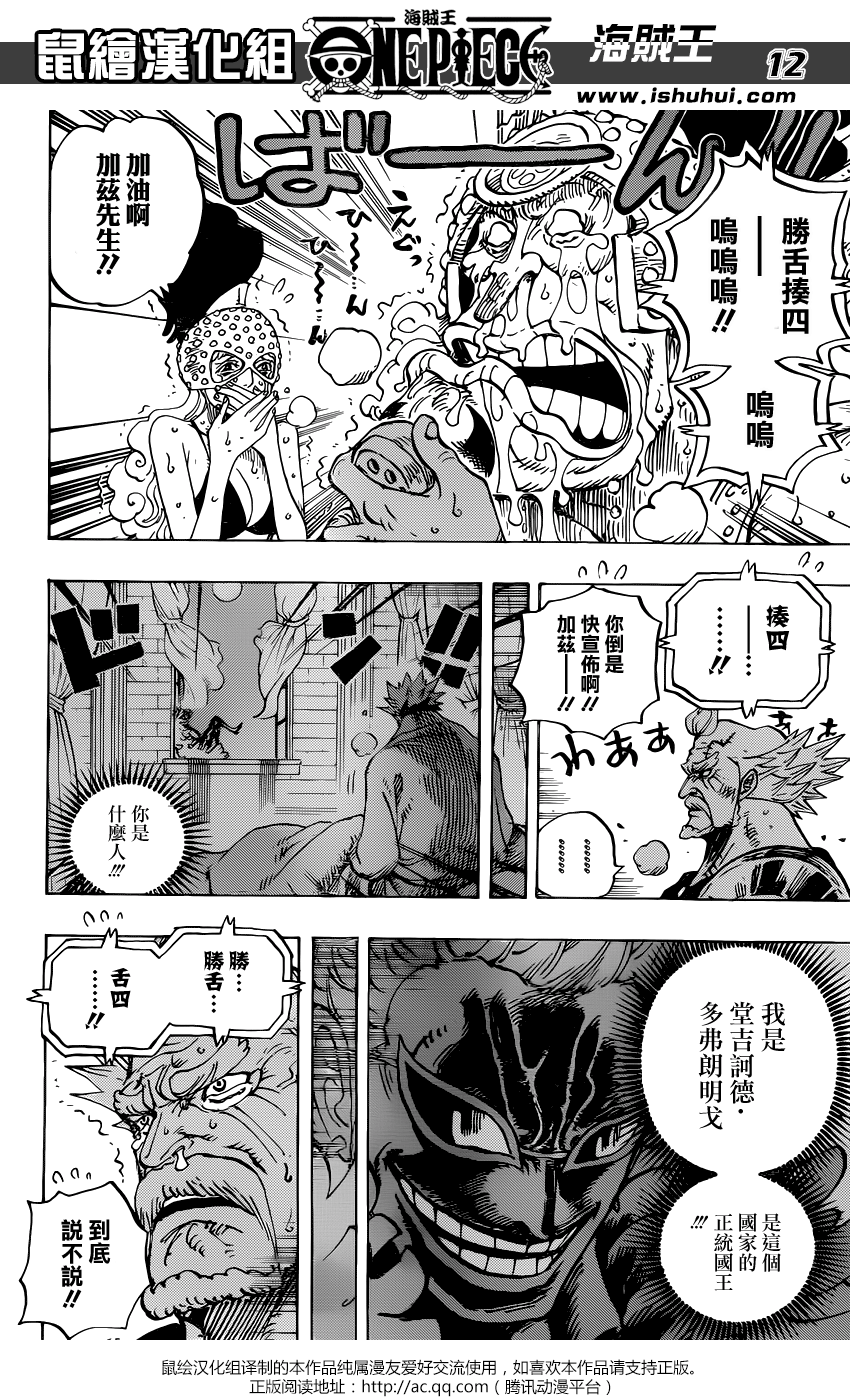 鼠繪漢化組
海賊王
ONE PIECE
海賊王
12
www.ishuhui.com
勝舌揍四
──
嗚嗚嗚!!
嗚嗚
ばーん
えぐっ
ひ〜ん
ひ〜ん
加油啊
加茲先生!!
揍四
……
……!!
你倒是
快宣佈啊!!
加茲──!!
わぁぁ
ドドド!!
你是
什麼人!!!
我是
堂吉訶德·
多弗朗明戈
是這個
國家的
正統國王
!!!
勝…
勝舌…
舌四
……!!
到底
說不說!!
鼠绘汉化组译制的本作品纯属漫友爱好交流使用，如喜欢本作品请支持正版。
正版阅读地址：http://ac.qq.com（腾讯动漫平台）